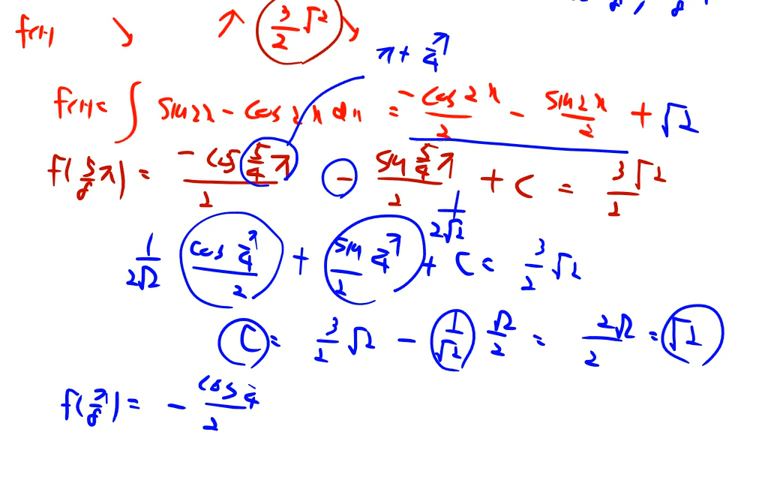 f(x) ↘ ↗ 3/2 √2 ↘
π + π/4
f(x) = ∫ sin2x - cos2x dx = -cos2x/2 - sin2x/2 + √2
f(5/8 π) = -cos 5/4 π/2 - sin 5/4 π/2 + C = 3√2/2
1/2√2 cos π/4/2 + sin π/4/2 1/2√2 + C = 3/2 √2
C = 3/2 √2 - 1/√2 √2/2 = 2√2/2 = √2
f(π/8) = - cos